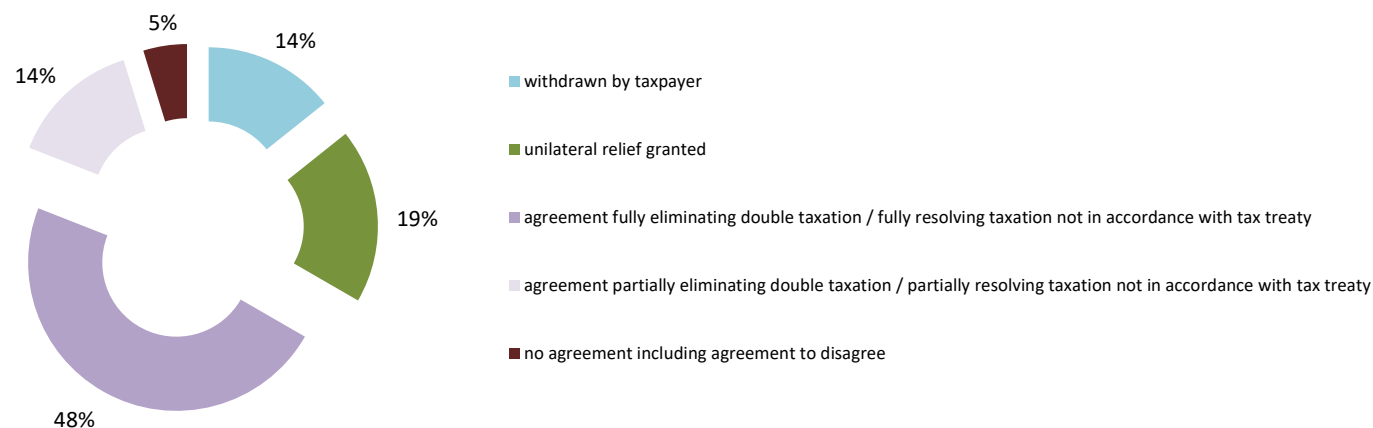 5%
14%
14%
19%
48%
withdrawn by taxpayer
unilateral relief granted
agreement fully eliminating double taxation / fully resolving taxation not in accordance with tax treaty
agreement partially eliminating double taxation / partially resolving taxation not in accordance with tax treaty
no agreement including agreement to disagree